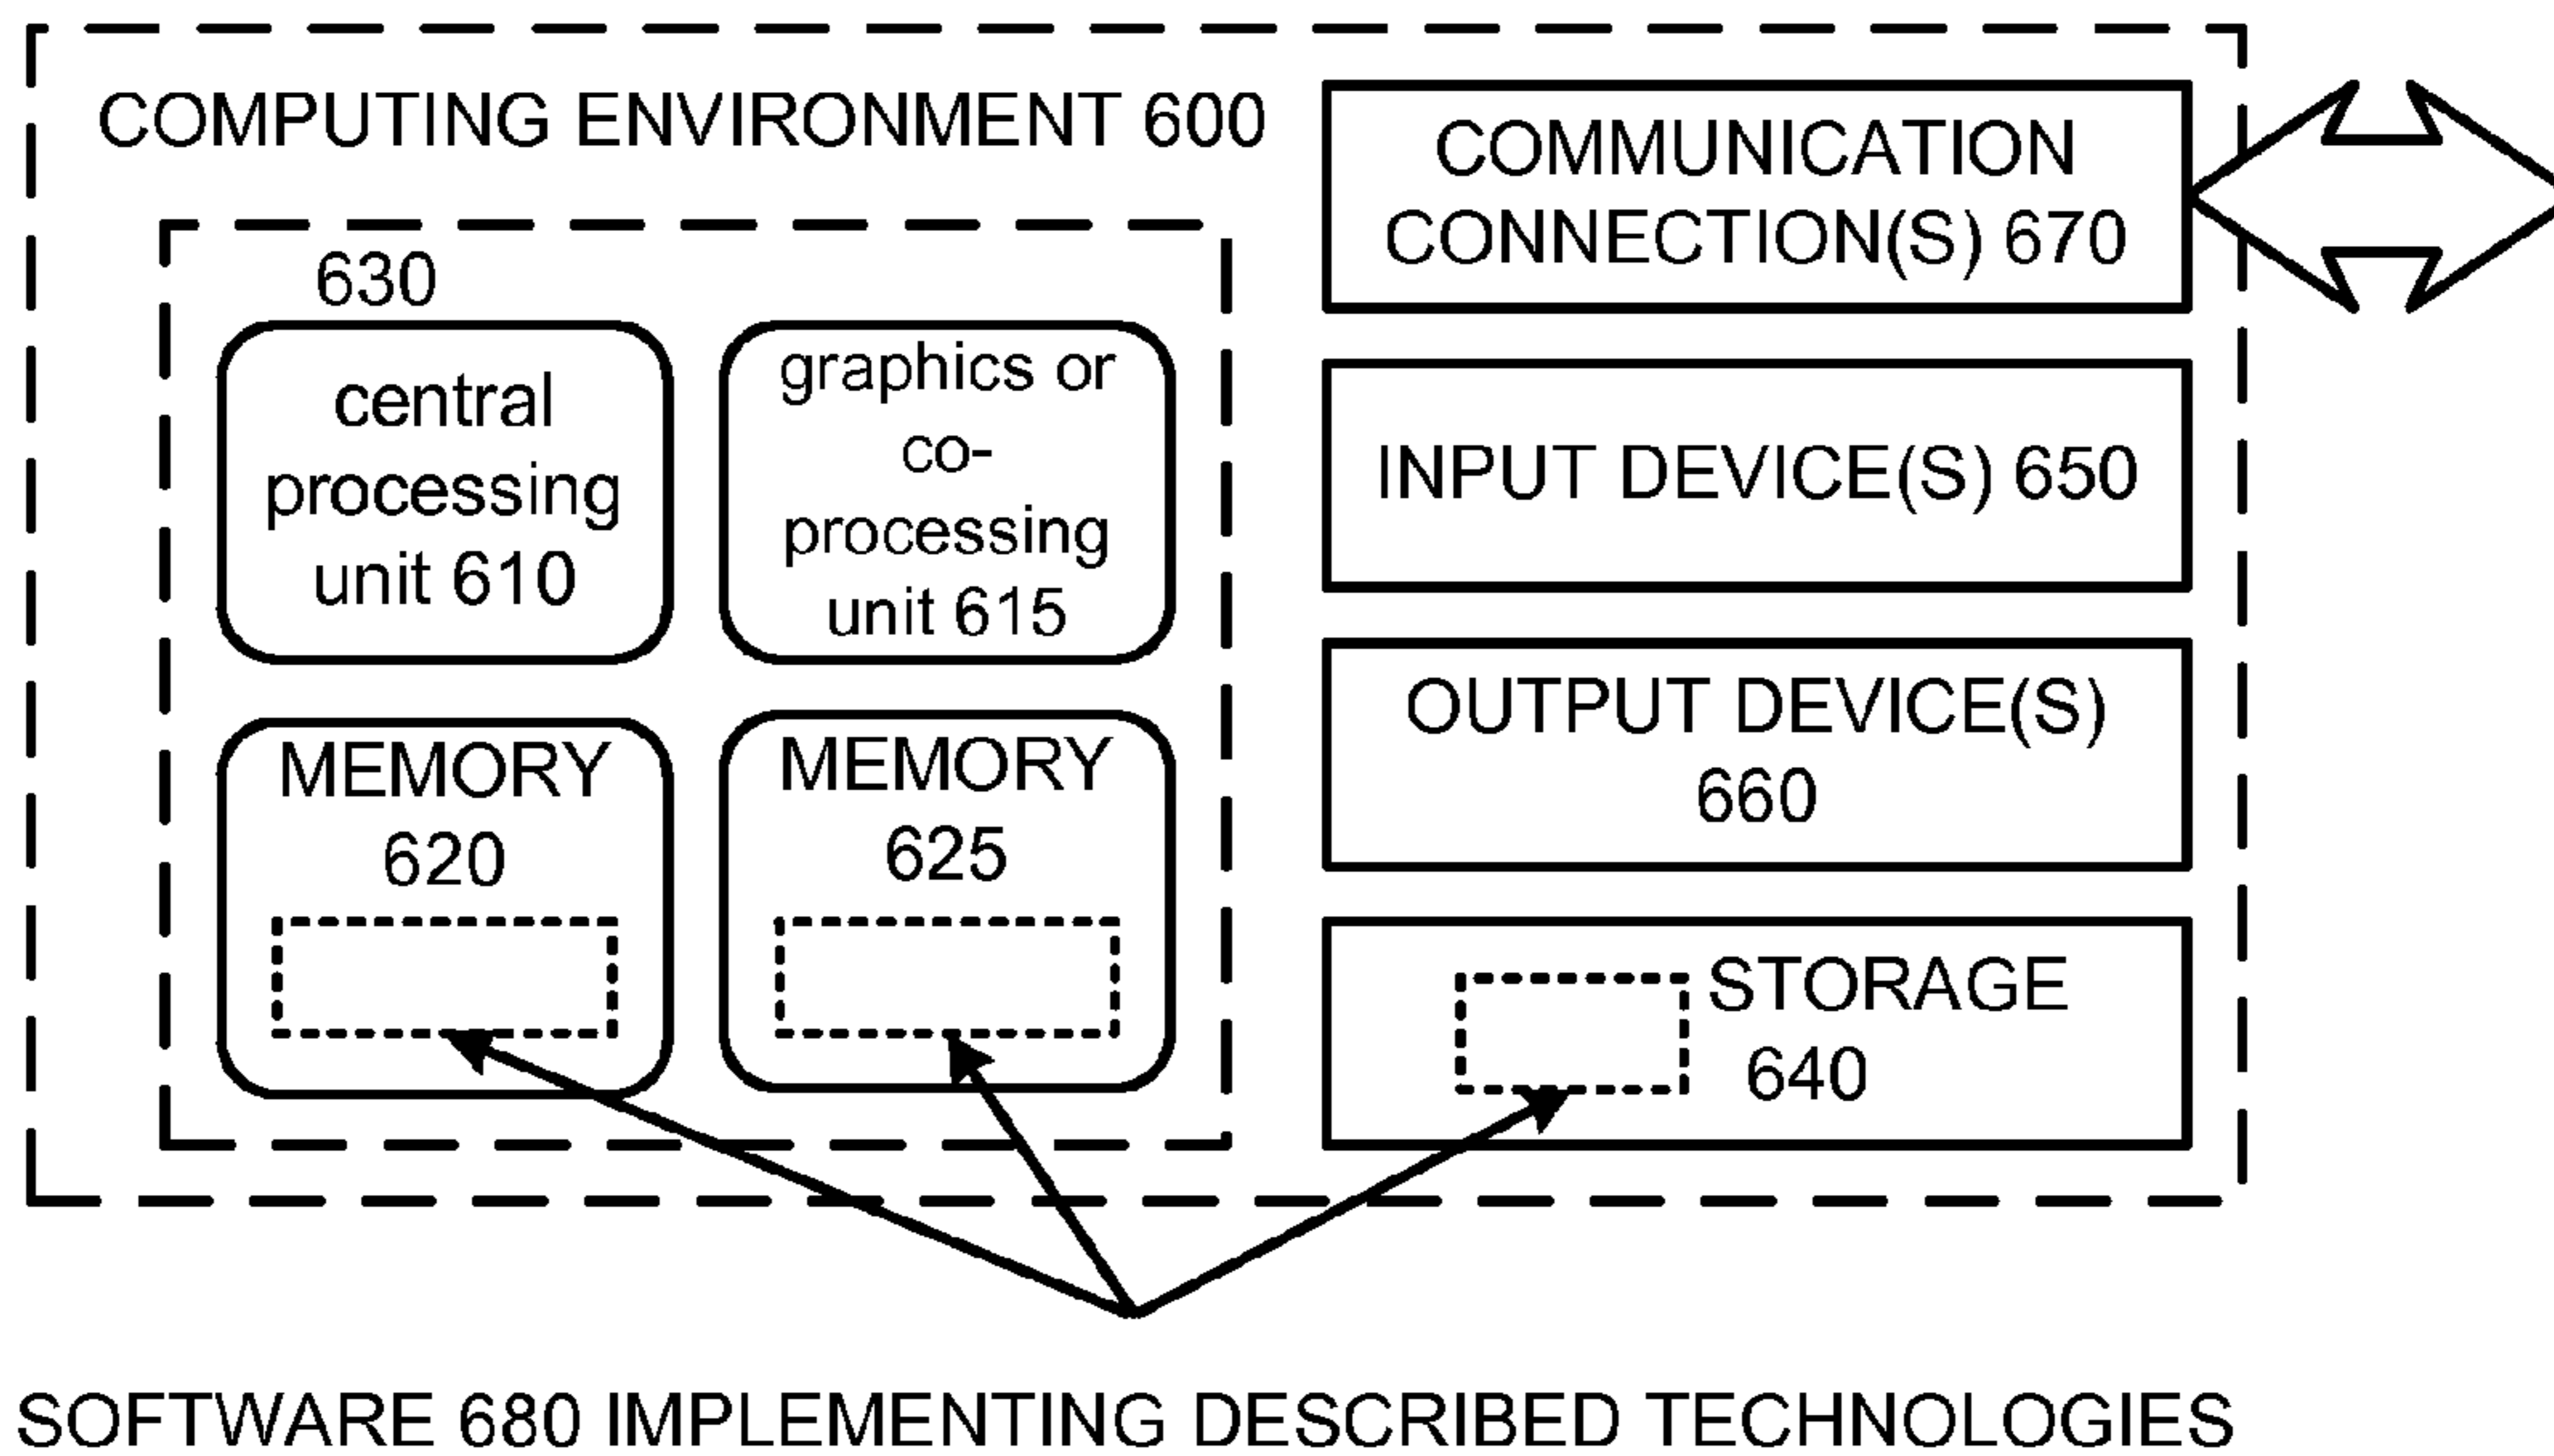 COMPUTING ENVIRONMENT 600
630
central
processing
unit 610
graphics or
co-
processing
unit 615
MEMORY
620
MEMORY
625
COMMUNICATION
CONNECTION(S) 670
INPUT DEVICE(S) 650
OUTPUT DEVICE(S)
660
STORAGE
640
SOFTWARE 680 IMPLEMENTING DESCRIBED TECHNOLOGIES